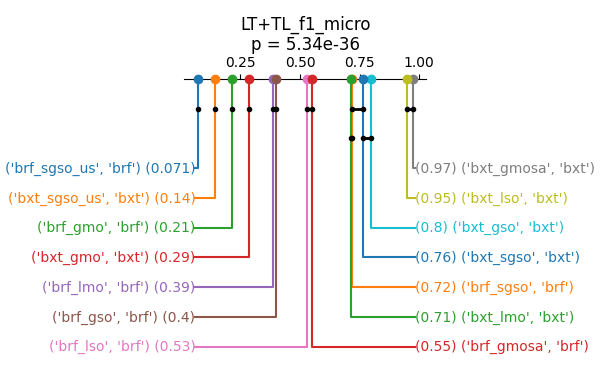 LT+TL_f1_micro
p = 5.34e-36
0.25 0.50 0.75 1.00
('brf_sgso_us', 'brf') (0.071) (0.97) ('bxt_gmosa', 'bxt')
('bxt_sgso_us', 'bxt') (0.14) (0.95) ('bxt_lso', 'bxt')
('brf_gmo', 'brf') (0.21) (0.8) ('bxt_gso', 'bxt')
('bxt_gmo', 'bxt') (0.29) (0.76) ('bxt_sgso', 'bxt')
('brf_lmo', 'brf') (0.39) (0.72) ('brf_sgso', 'brf')
('brf_gso', 'brf') (0.4) (0.71) ('bxt_lmo', 'bxt')
('brf_lso', 'brf') (0.53) (0.55) ('brf_gmosa', 'brf')